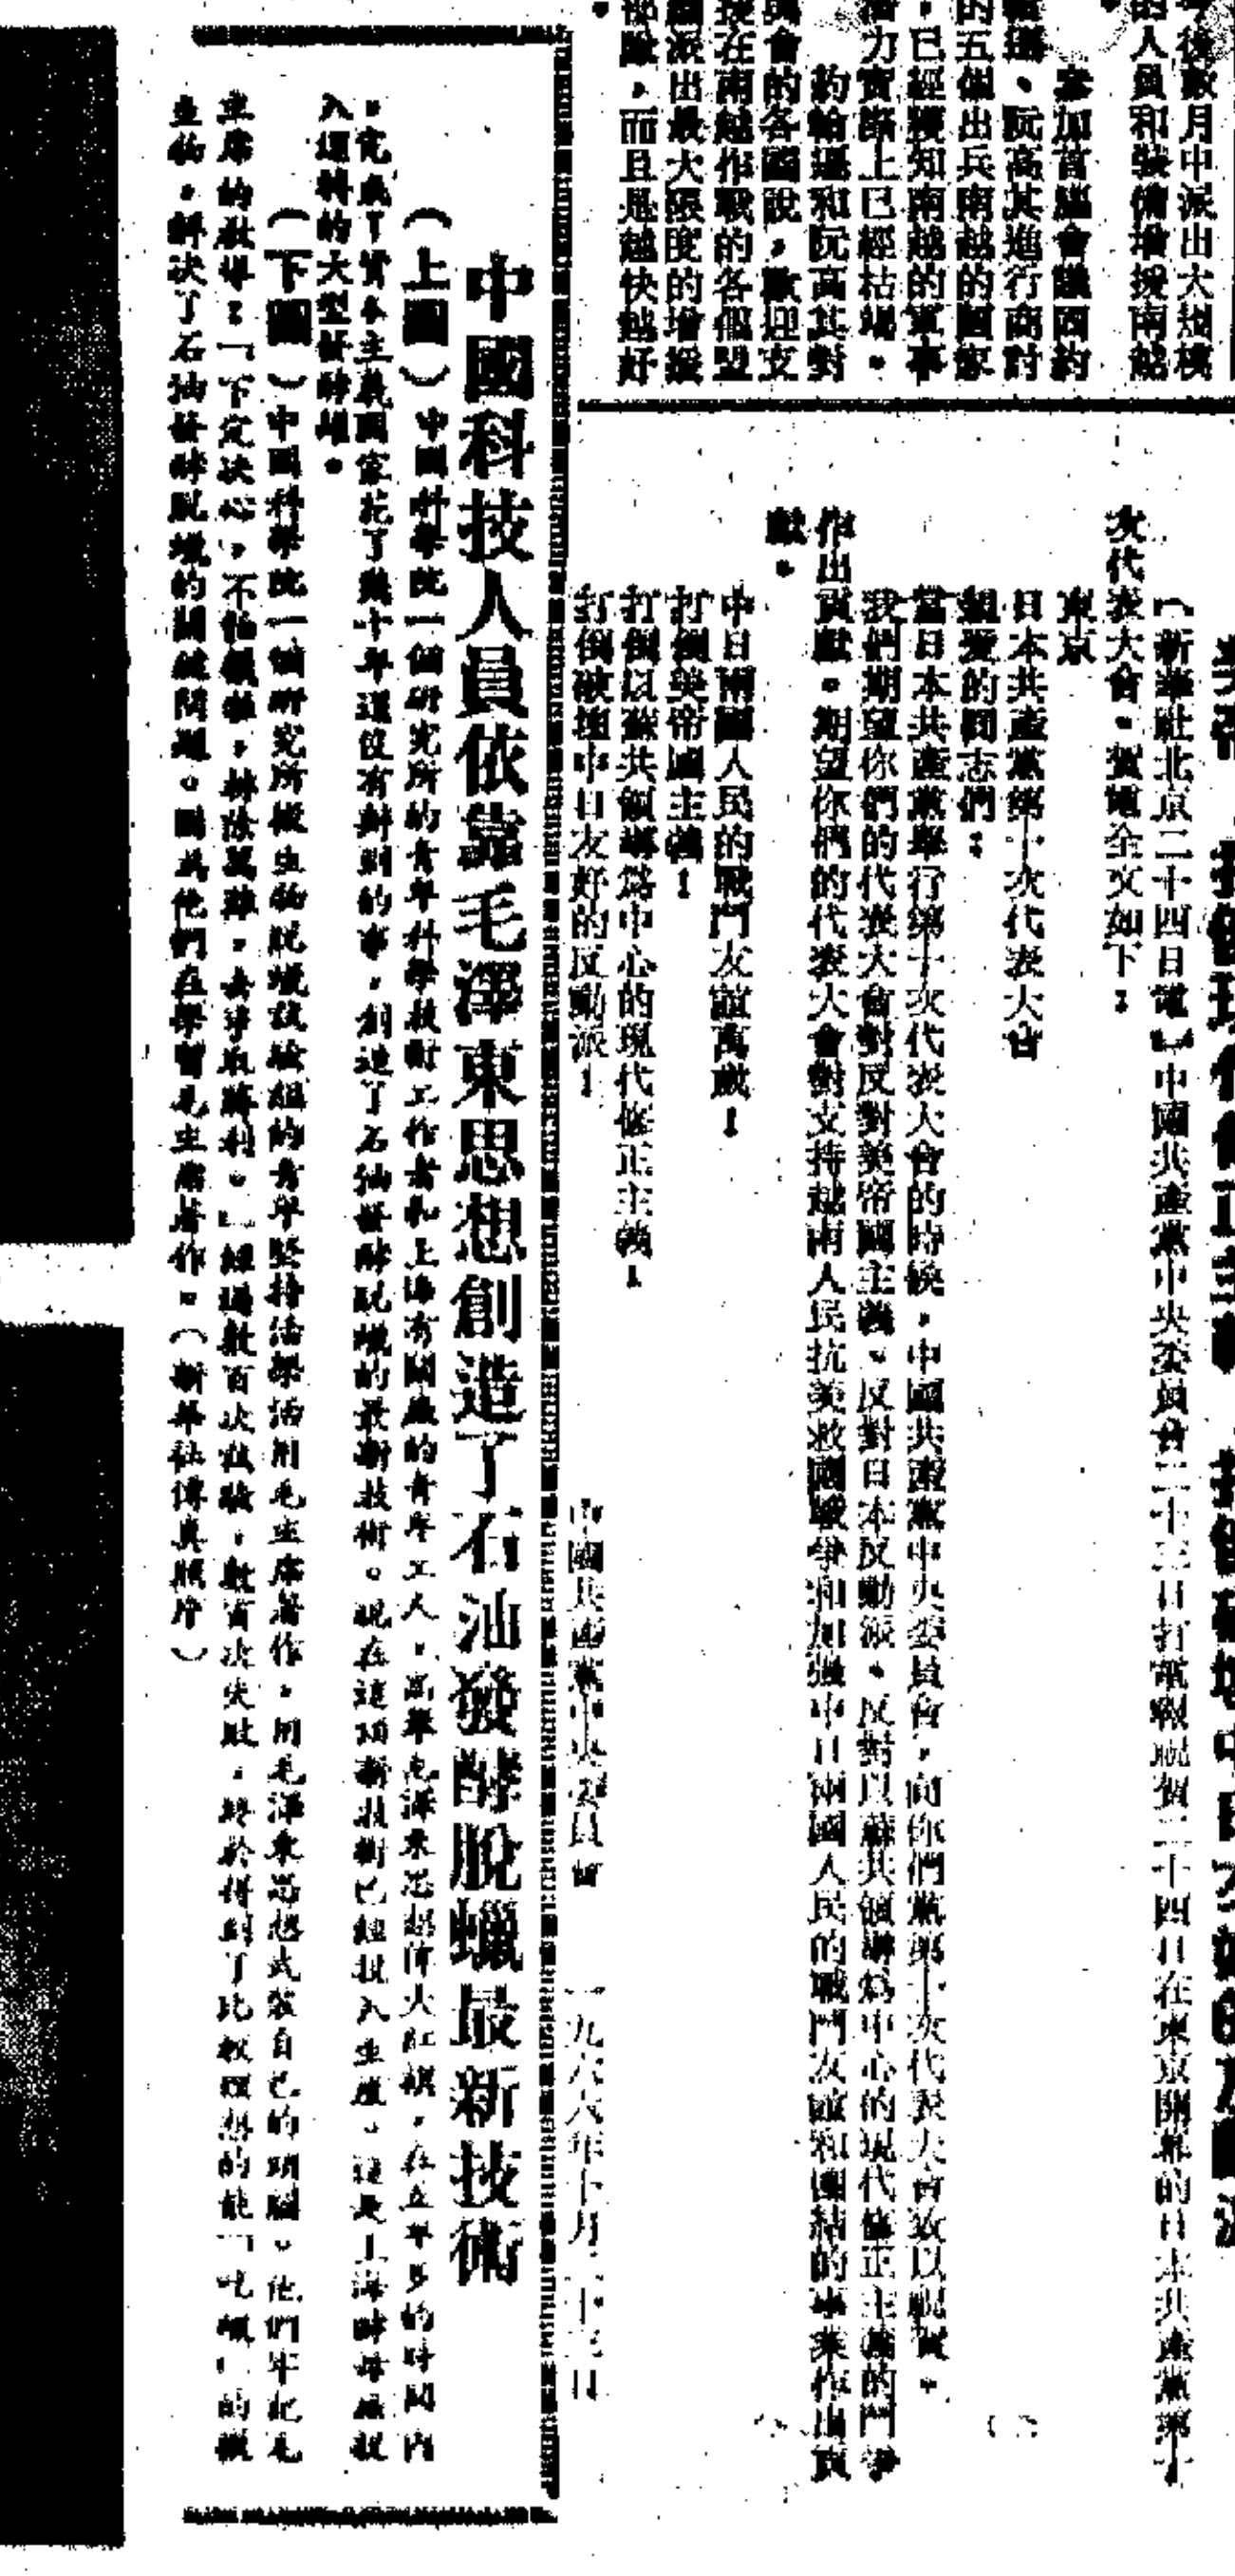 今後數月中派出大規模
的人員和裝備增援南越
參加首腦會議因約
翰遜、阮高其進行商討
的五個出兵南越的國家
，已經獲知南越的軍事
潛力實際上已經枯竭。
約翰遜和阮高其對
與會的各國說，歡迎支
援在南越作戰的各個盟
國派出最大限度的增援
部隊，而且是越快越好
。
打倒現代修正主義 打倒破壞中日友好的反動派
（新華社北京二十四日電）中國共產黨中央委員會二十三日打電報祝賀二十四日在東京開幕的日本共產黨第十
次代表大會。賀電全文如下：
東京
日本共產黨第十次代表大會
親愛的同志們：
當日本共產黨舉行第十次代表大會的時候，中國共產黨中央委員會，向你們黨第十次代表大會致以祝賀。
我們期望你們的代表大會對反對美帝國主義、反對日本反動派、反對以蘇共領導為中心的現代修正主義的鬥爭
作出貢獻。期望你們的代表大會對支持越南人民抗美救國戰爭和加強中日兩國人民的戰鬥友誼和團結的事業作出貢
獻。
中日兩國人民的戰鬥友誼萬歲！
打倒美帝國主義！
打倒以蘇共領導為中心的現代修正主義！
打倒破壞中日友好的反動派！
中國共產黨中央委員會 一九六六年十月二十三日
中國科技人員依靠毛澤東思想創造了石油發酵脫蠟最新技術
（上圖）中國科學院一個研究所的青年科學技術工作者和上海有關廠的青年工人，高舉毛澤東思想偉大紅旗，在立年多的時間內
，完成了資本主義國家花了幾十年還沒有辦到的事，創造了石油發酵脫蠟的最新技術。現在這項新技術已經投入生產。這是上海酵母廠投
入運轉的大型發酵罐。
（下圖）中國科學院一個研究所微生物脫蠟試驗組的青年堅持活學活用毛主席著作，用毛澤東思想武裝自己的頭腦。他們牢記毛
主席的教導：「下定決心，不怕犧牲，排除萬難，去爭取勝利。」經過數百次試驗，數百次失敗，終於得到了比較理想的能「吃蠟」的微
生物，解決了石油發酵脫蠟的關鍵問題。圖為他們在學習毛主席著作。（新華社傳真照片）